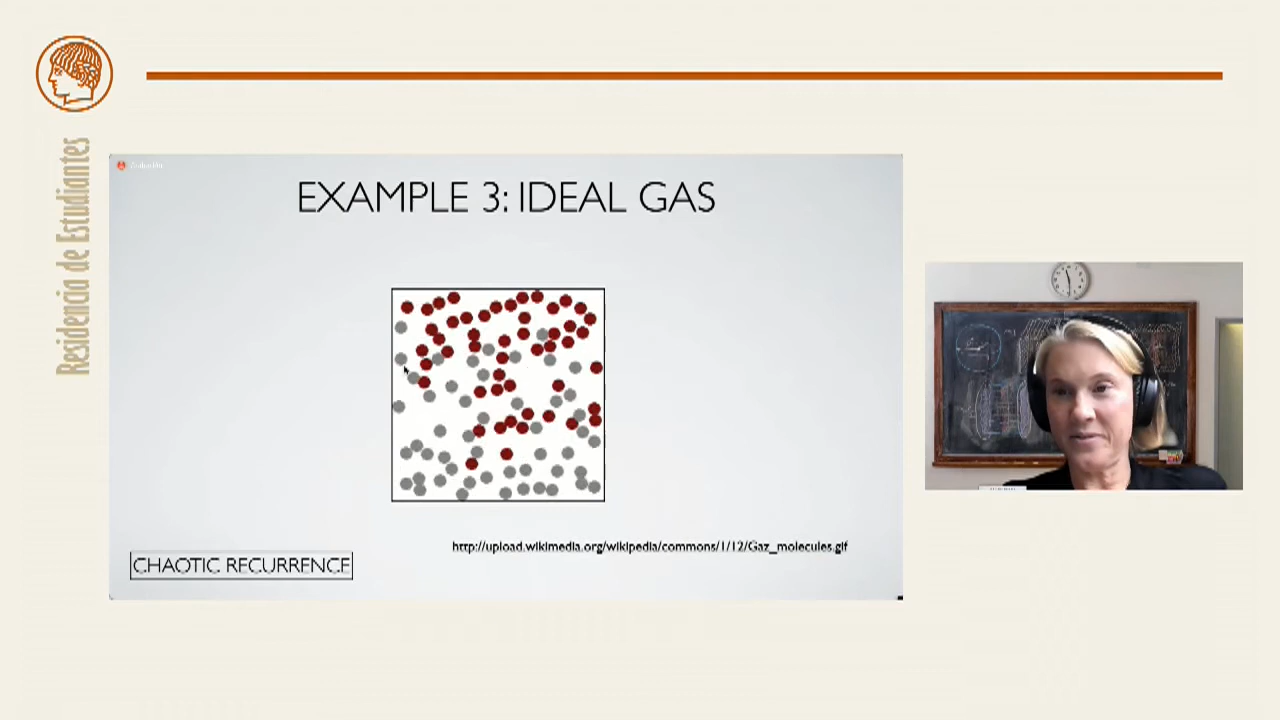 Residencia de Estudiantes
EXAMPLE 3: IDEAL GAS
http://upload.wikimedia.org/wikipedia/commons/1/12/Gaz_molecules.gif
CHAOTIC RECURRENCE